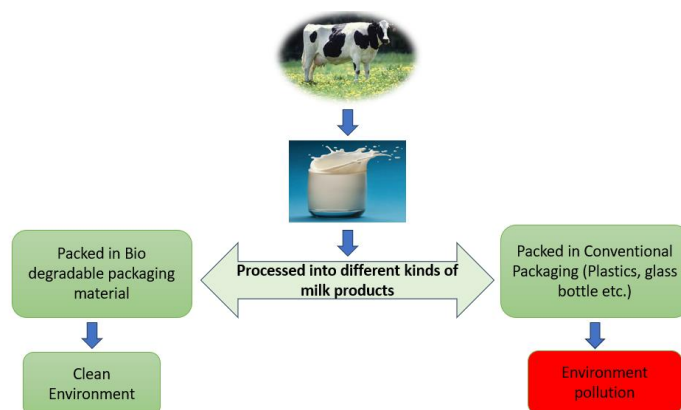 Packed in Bio
degradable packaging
material
Processed into different kinds of
milk products
Packed in Conventional
Packaging (Plastics, glass
bottle etc.)
Clean
Environment
Environment
pollution